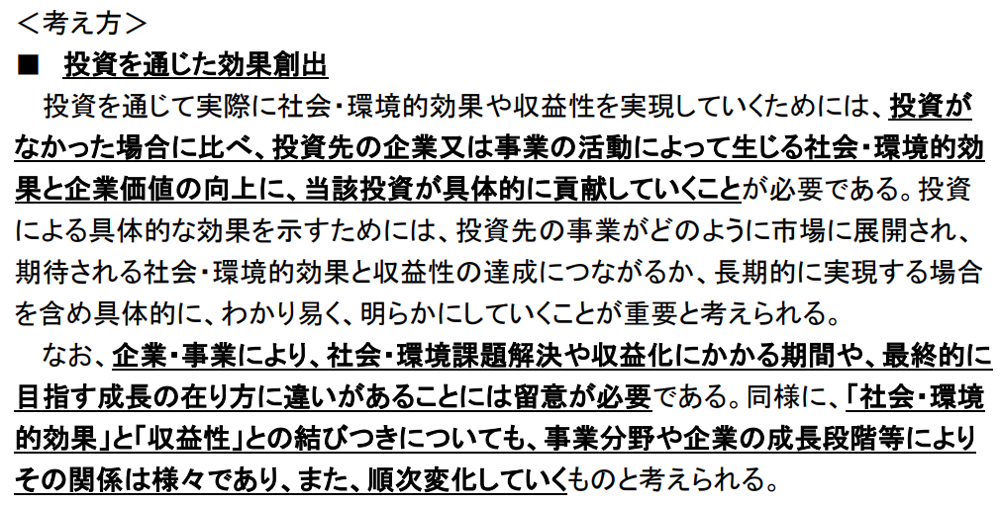 ＜考え方＞
■　投資を通じた効果創出
　投資を通じて実際に社会・環境的効果や収益性を実現していくためには、投資が
なかった場合に比べ、投資先の企業又は事業の活動によって生じる社会・環境的効
果と企業価値の向上に、当該投資が具体的に貢献していくことが必要である。投資
による具体的な効果を示すためには、投資先の事業がどのように市場に展開され、
期待される社会・環境的効果と収益性の達成につながるか、長期的に実現する場合
を含め具体的に、わかり易く、明らかにしていくことが重要と考えられる。
　なお、企業・事業により、社会・環境課題解決や収益化にかかる期間や、最終的に
目指す成長の在り方に違いがあることには留意が必要である。同様に、「社会・環境
的効果」と「収益性」との結びつきについても、事業分野や企業の成長段階等により
その関係は様々であり、また、順次変化していくものと考えられる。